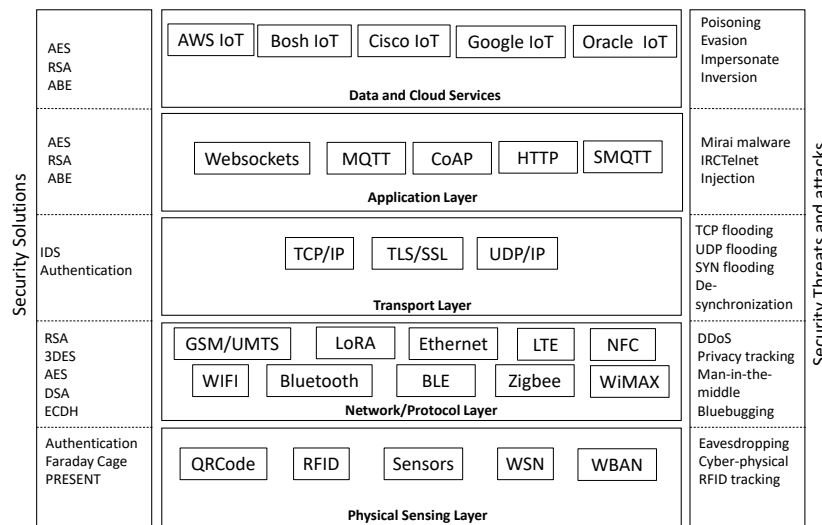 Security Solutions
AES
RSA
ABE
AWS IoT
Bosh IoT
Cisco IoT
Google IoT
Oracle IoT
Data and Cloud Services
Poisoning
Evasion
Impersonate
Inversion
AES
RSA
ABE
Websockets
MQTT
CoAP
HTTP
SMQTT
Application Layer
Mirai malware
IRCTelnet
Injection
IDS
Authentication
TCP/IP
TLS/SSL
UDP/IP
Transport Layer
TCP flooding
UDP flooding
SYN flooding
De-
synchronization
RSA
3DES
AES
DSA
ECDH
GSM/UMTS
LoRA
Ethernet
LTE
NFC
WIFI
Bluetooth
BLE
Zigbee
WiMAX
Network/Protocol Layer
DDoS
Privacy tracking
Man-in-the-
middle
Bluebugging
Authentication
Faraday Cage
PRESENT
QRCode
RFID
Sensors
WSN
WBAN
Physical Sensing Layer
Eavesdropping
Cyber-physical
RFID tracking
Security Threats and attacks